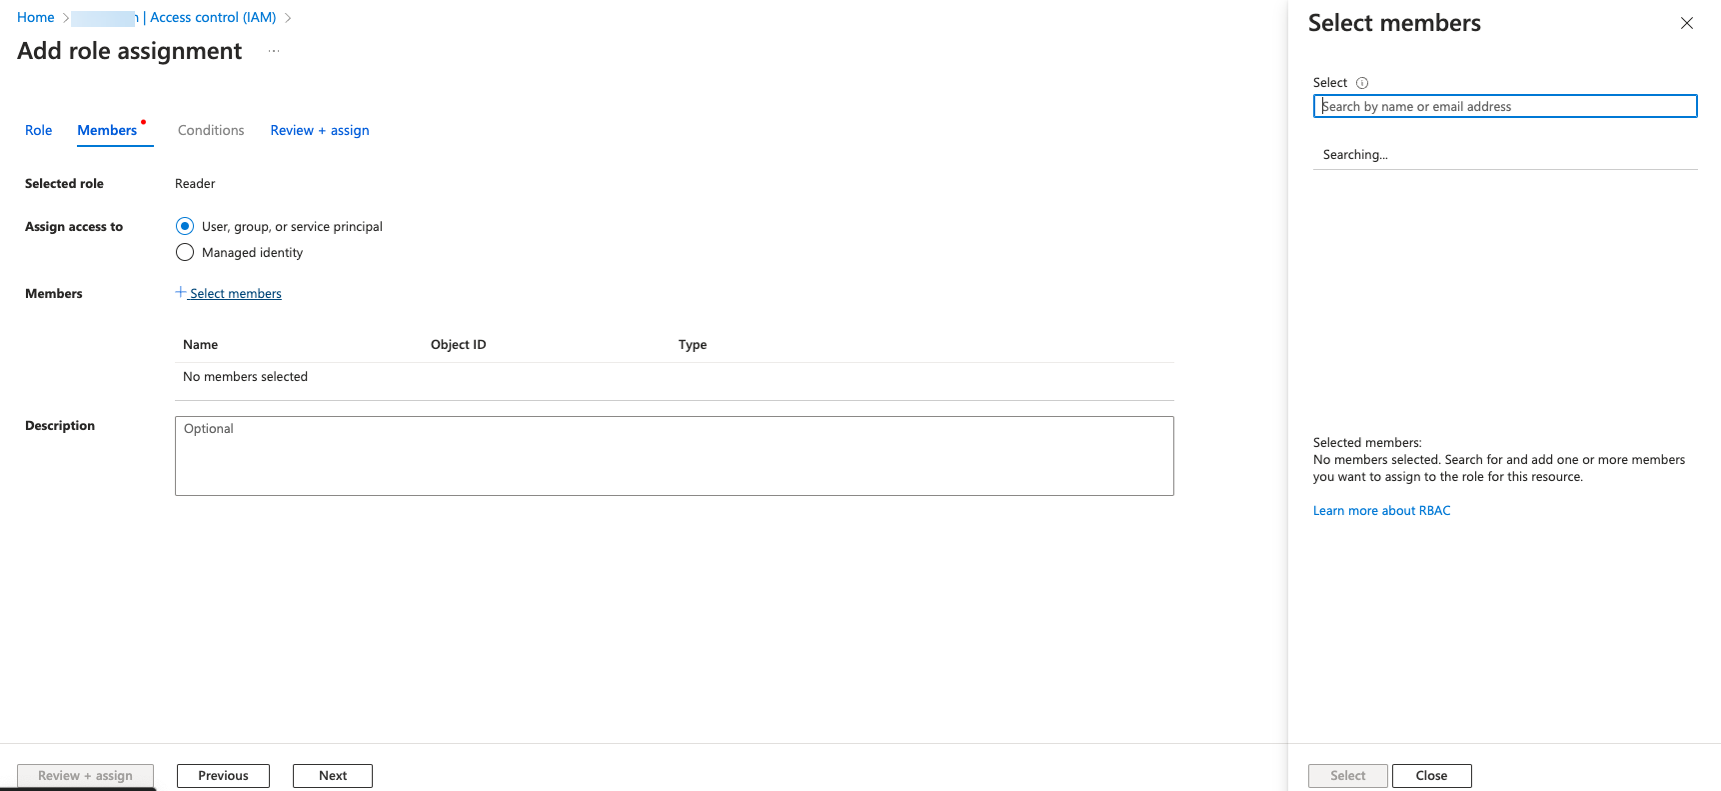 Home > | Access control (IAM) >
Add role assignment ...
Role Members Conditions Review + assign
Selected role Reader
Assign access to User, group, or service principal
Managed identity
Members + Select members
Name Object ID Type
No members selected
Description Optional
Review + assign Previous Next
Select members
Select
Search by name or email address
Searching...
Selected members:
No members selected. Search for and add one or more members
you want to assign to the role for this resource.
Learn more about RBAC
Select Close